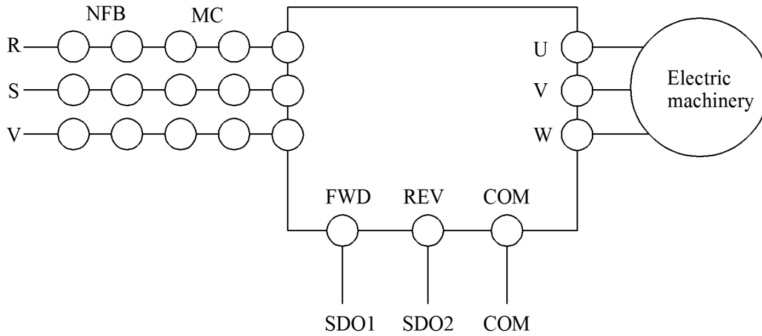 NFB MC
R
S
V
U
V
W
Electric
machinery
FWD REV COM
SDO1 SDO2 COM